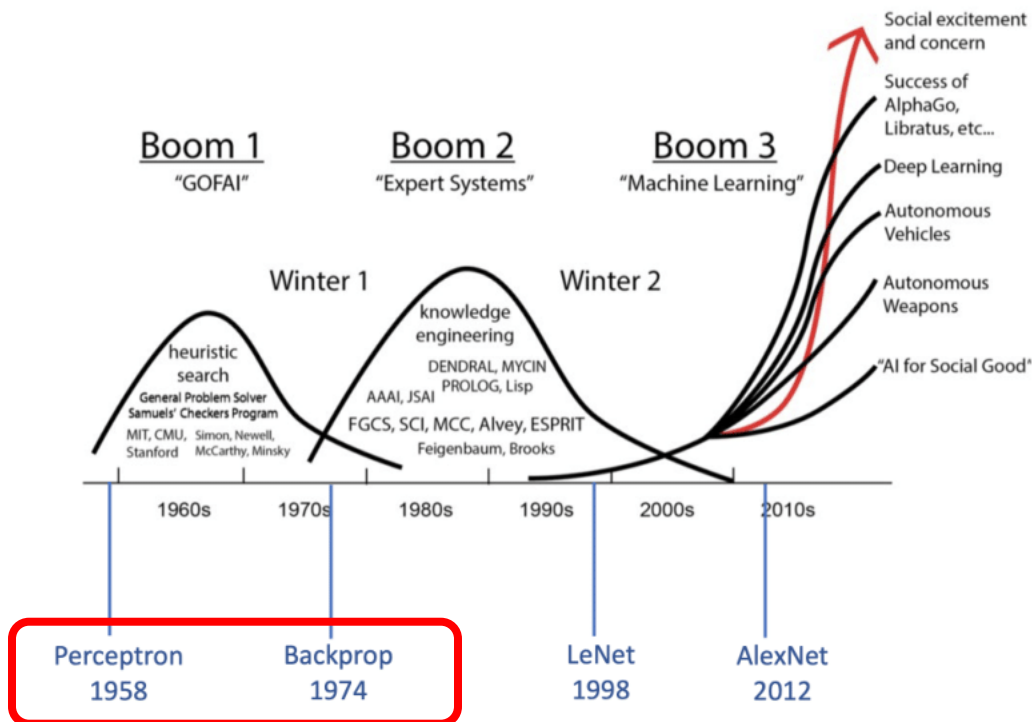 Social excitement
and concern
Success of
AlphaGo,
Libratus, etc...
Boom 1
"GOFAI"
Boom 2
"Expert Systems"
Boom 3
"Machine Learning"
Deep Learning
Autonomous
Vehicles
Autonomous
Weapons
"AI for Social Good"
Winter 1
Winter 2
heuristic
search
General Problem Solver
Samuels' Checkers Program
MIT, CMU,
Stanford
Simon, Newell,
McCarthy, Minsky
knowledge
engineering
DENDRAL, MYCIN
PROLOG, Lisp
AAAI, JSAI
FGCS, SCI, MCC, Alvey, ESPRIT
Feigenbaum, Brooks
1960s
1970s
1980s
1990s
2000s
2010s
Perceptron
1958
Backprop
1974
LeNet
1998
AlexNet
2012